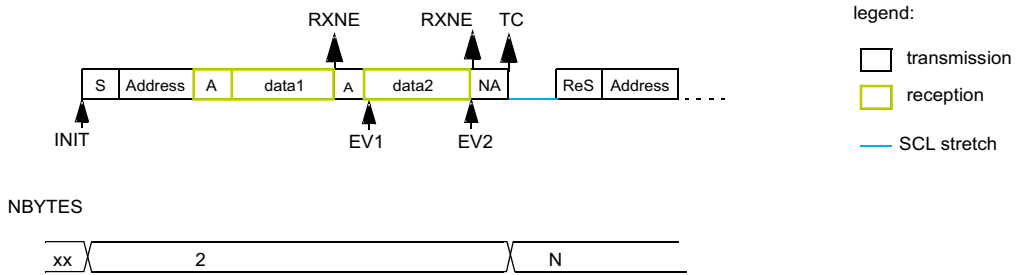 RXNE RXNE TC
legend:
transmission
S Address A data1 A data2 NA ReS Address
reception
INIT EV1 EV2
SCL stretch
NBYTES
xx 2 N